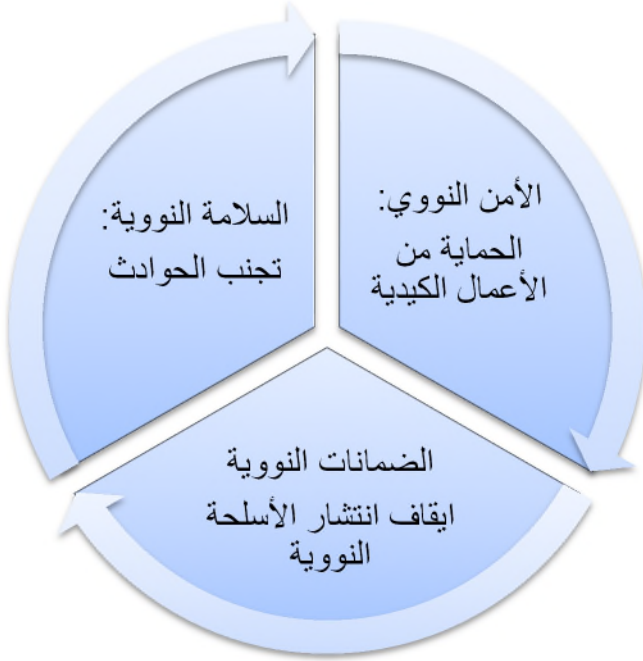 الأمن النووي:
الحماية من
الأعمال الكيدية
السلامة النووية:
تجنب الحوادث
الضمانات النووية
ايقاف انتشار الأسلحة
النووية